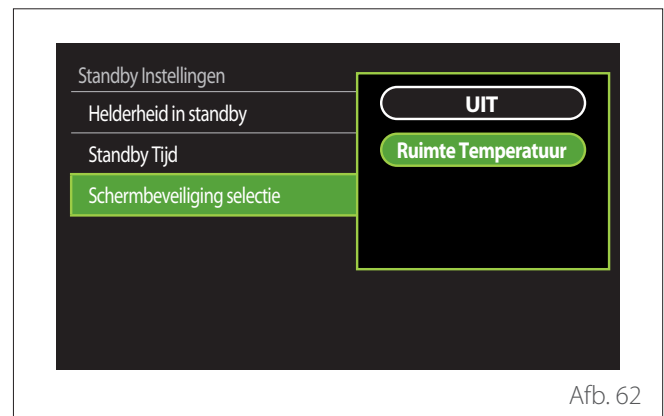 Standby Instellingen
Helderheid in standby
Standby Tijd
Schermbeveiliging selectie
UIT
Ruimte Temperatuur
Afb. 62